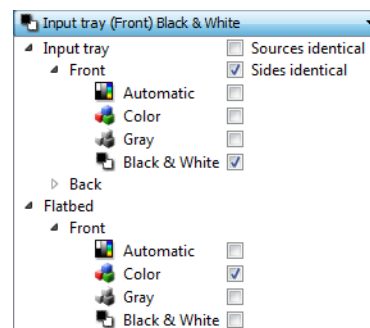 Input tray (Front) Black & White
Input tray Sources identical
Front Sides identical
Automatic
Color
Gray
Black & White
Back
Flatbed
Front
Automatic
Color
Gray
Black & White